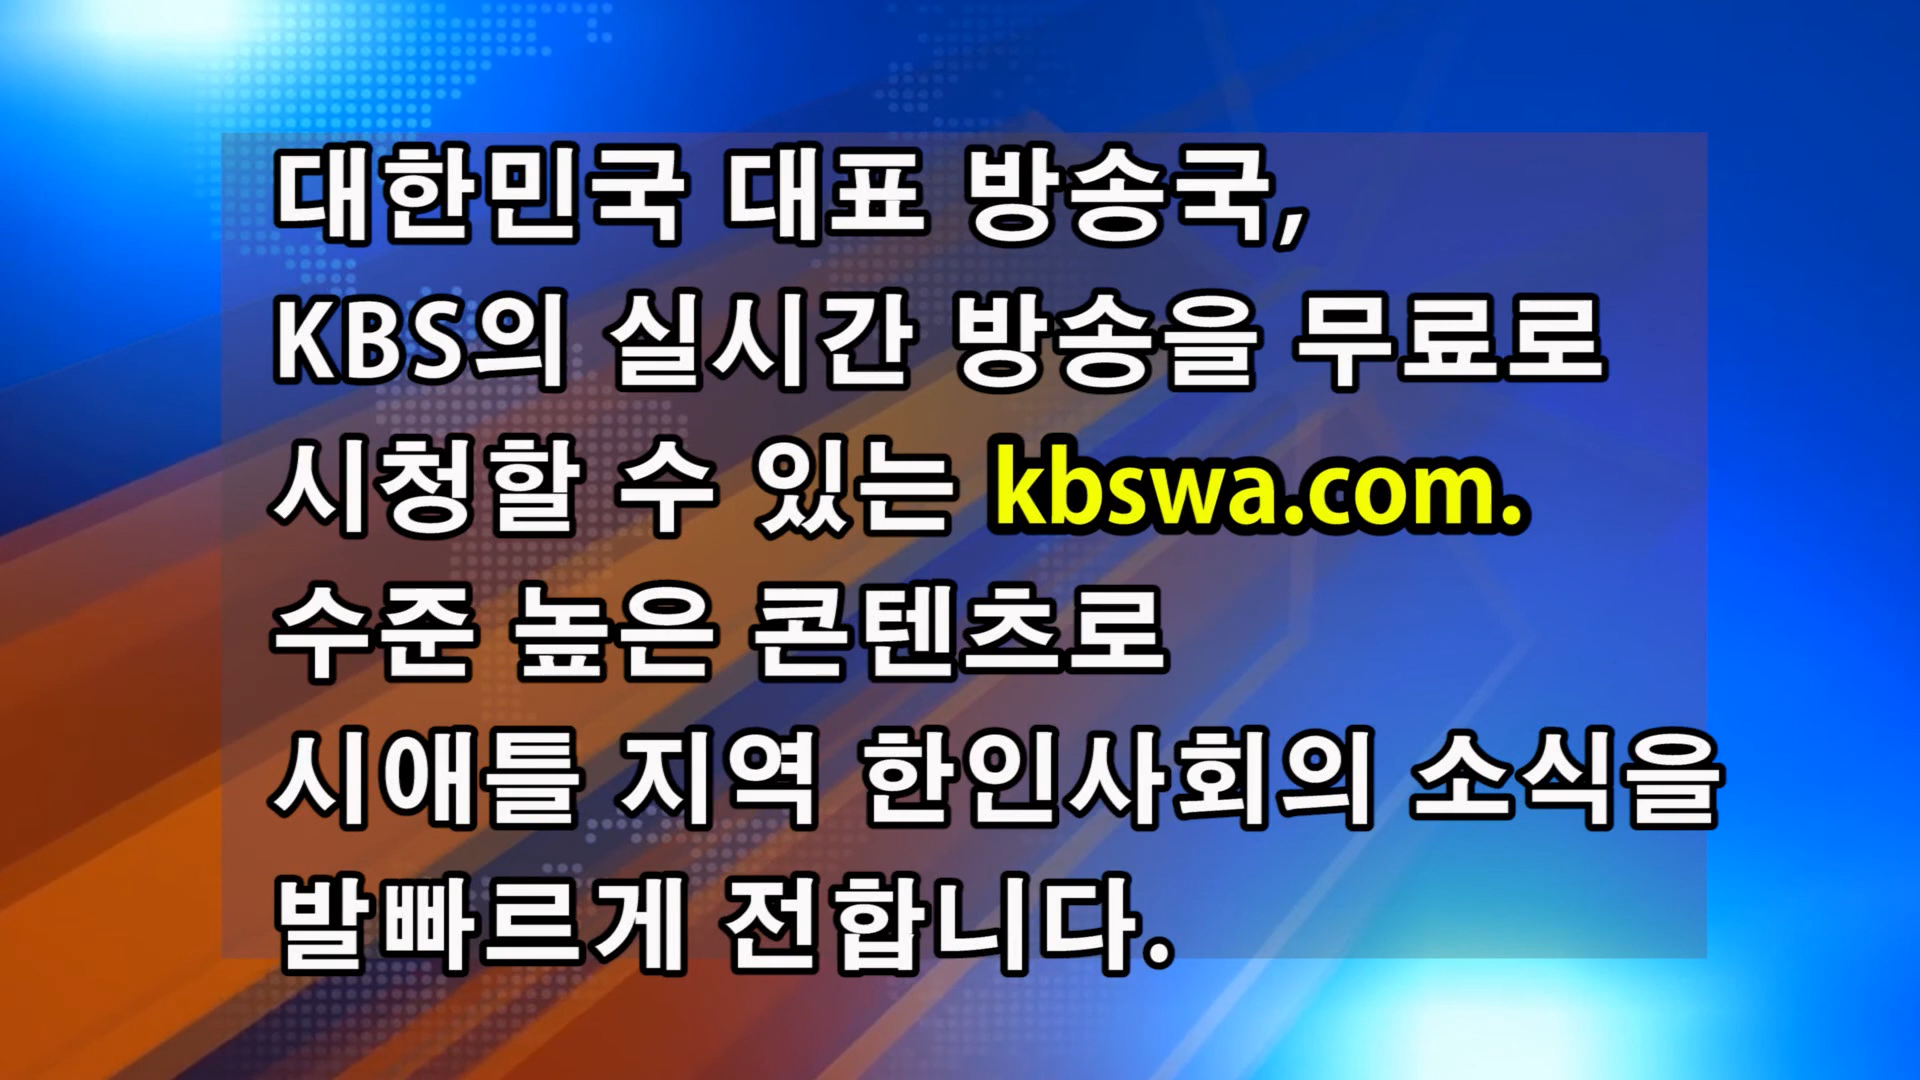 대한민국 대표 방송국,
KBS의 실시간 방송을 무료로
시청할 수 있는 kbswa.com.
수준 높은 콘텐츠로
시애틀 지역 한인사회의 소식을
발빠르게 전합니다.